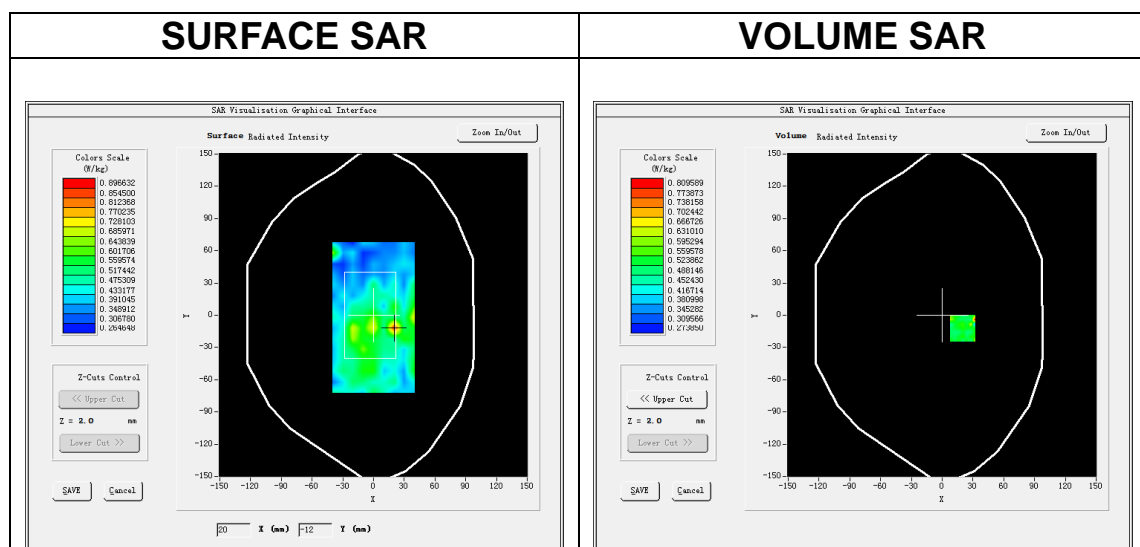 SURFACE SAR
VOLUME SAR
SAR Visualisation Graphical Interface
Surface Radiated Intensity
Zoom In/Out
Colors Scale
(W/kg)
0.896632
0.854500
0.812368
0.770235
0.728103
0.685971
0.643839
0.601706
0.559574
0.517442
0.475309
0.433177
0.391045
0.348912
0.306780
0.264648
150
120
90
60
30
0
-30
-60
-90
-120
-150
Y
-150 -120 -90 -60 -30 0 30 60 90 120 150
X
Z-Cuts Control
<< Upper Cut
Z = 2.0 mm
Lower Cut >>
SAVE Cancel
20 X (mm) -12 Y (mm)
SAR Visualisation Graphical Interface
Volume Radiated Intensity
Zoom In/Out
Colors Scale
(W/kg)
0.809589
0.773873
0.738158
0.702442
0.666726
0.631010
0.595294
0.559578
0.523862
0.488146
0.452430
0.416714
0.380998
0.345282
0.309566
0.273850
150
120
90
60
30
0
-30
-60
-90
-120
-150
Y
-150 -120 -90 -60 -30 0 30 60 90 120 150
X
Z-Cuts Control
<< Upper Cut
Z = 2.0 mm
Lower Cut >>
SAVE Cancel